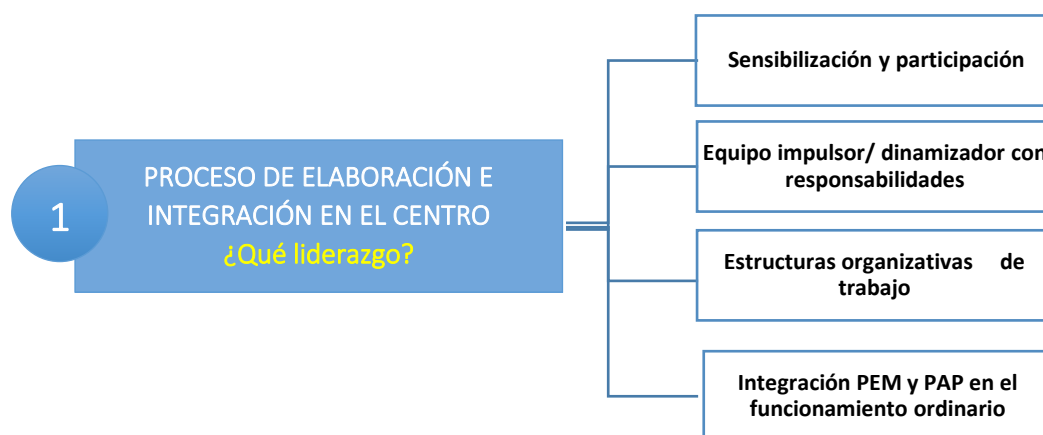 1
PROCESO DE ELABORACIÓN E
INTEGRACIÓN EN EL CENTRO
¿Qué liderazgo?
Sensibilización y participación
Equipo impulsor/ dinamizador con
responsabilidades
Estructuras organizativas de
trabajo
Integración PEM y PAP en el
funcionamiento ordinario